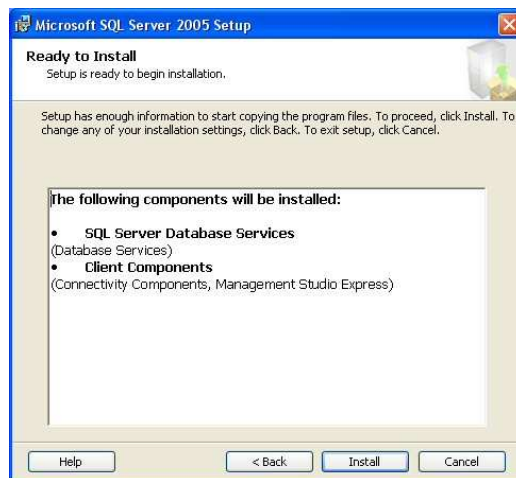 Microsoft SQL Server 2005 Setup
Ready to Install
Setup is ready to begin installation.
Setup has enough information to start copying the program files. To proceed, click Install. To
change any of your installation settings, click Back. To exit setup, click Cancel.
The following components will be installed:
• SQL Server Database Services
(Database Services)
• Client Components
(Connectivity Components, Management Studio Express)
Help
< Back
Install
Cancel